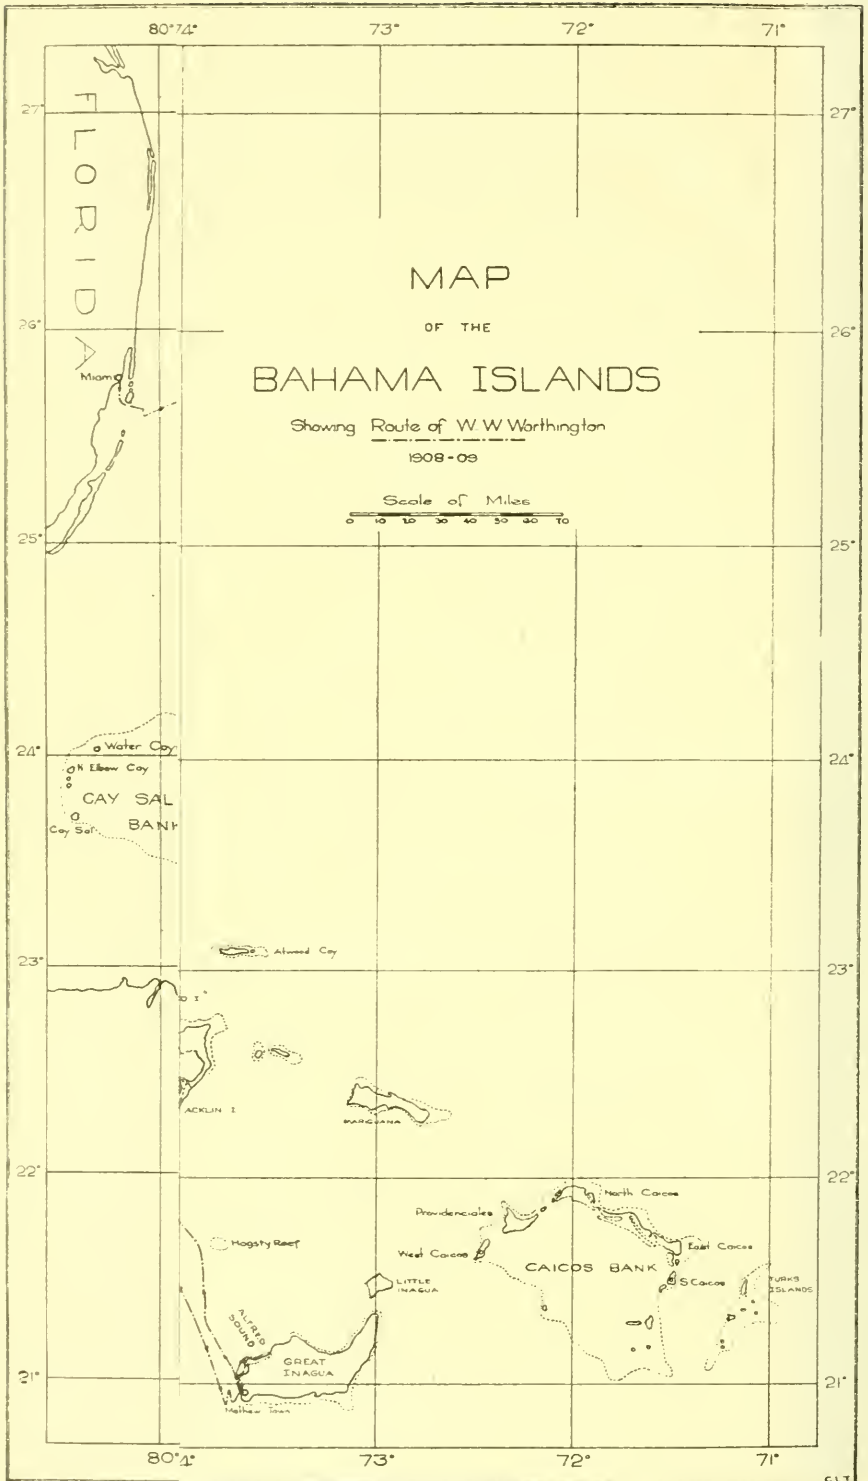 80° 74° 73° 72° 71°
27° 27°
FLORIDA
MAP
OF THE
BAHAMA ISLANDS
Showing Route of W. W. Worthington
1908-09
26° 26°
Miami
Scale of Miles
0 10 20 30 40 50 60 70
25° 25°
Water Cay
24° 24°
N Elbow Cay
CAY SAL
BANK
Cay Sal
Atwood Cay
23° 23°
D I^D
ACKLIN I
MARIGUANA
22° 22°
North Caicos
Providenciales
Hogsty Reef
West Caicos
East Caicos
CAICOS BANK
LITTLE
INAGUA
S Caicos
TURKS
ISLANDS
ALFRED
SOUND
GREAT
INAGUA
21° 21°
Mathew Town
80° 73° 72° 71°